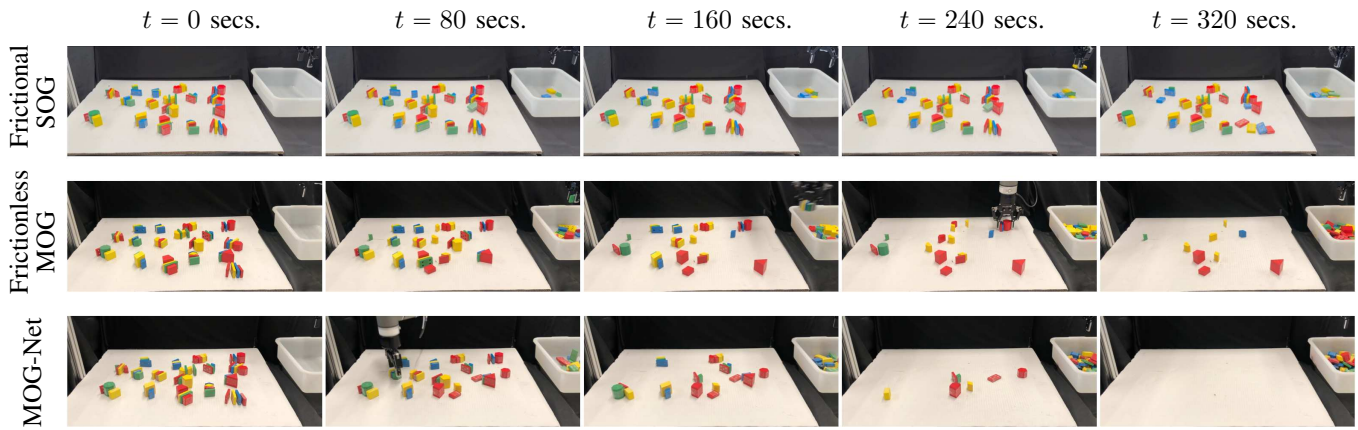 t = 0 secs.
t = 80 secs.
t = 160 secs.
t = 240 secs.
t = 320 secs.
Frictional
SOG
Frictionless
MOG
MOG-Net